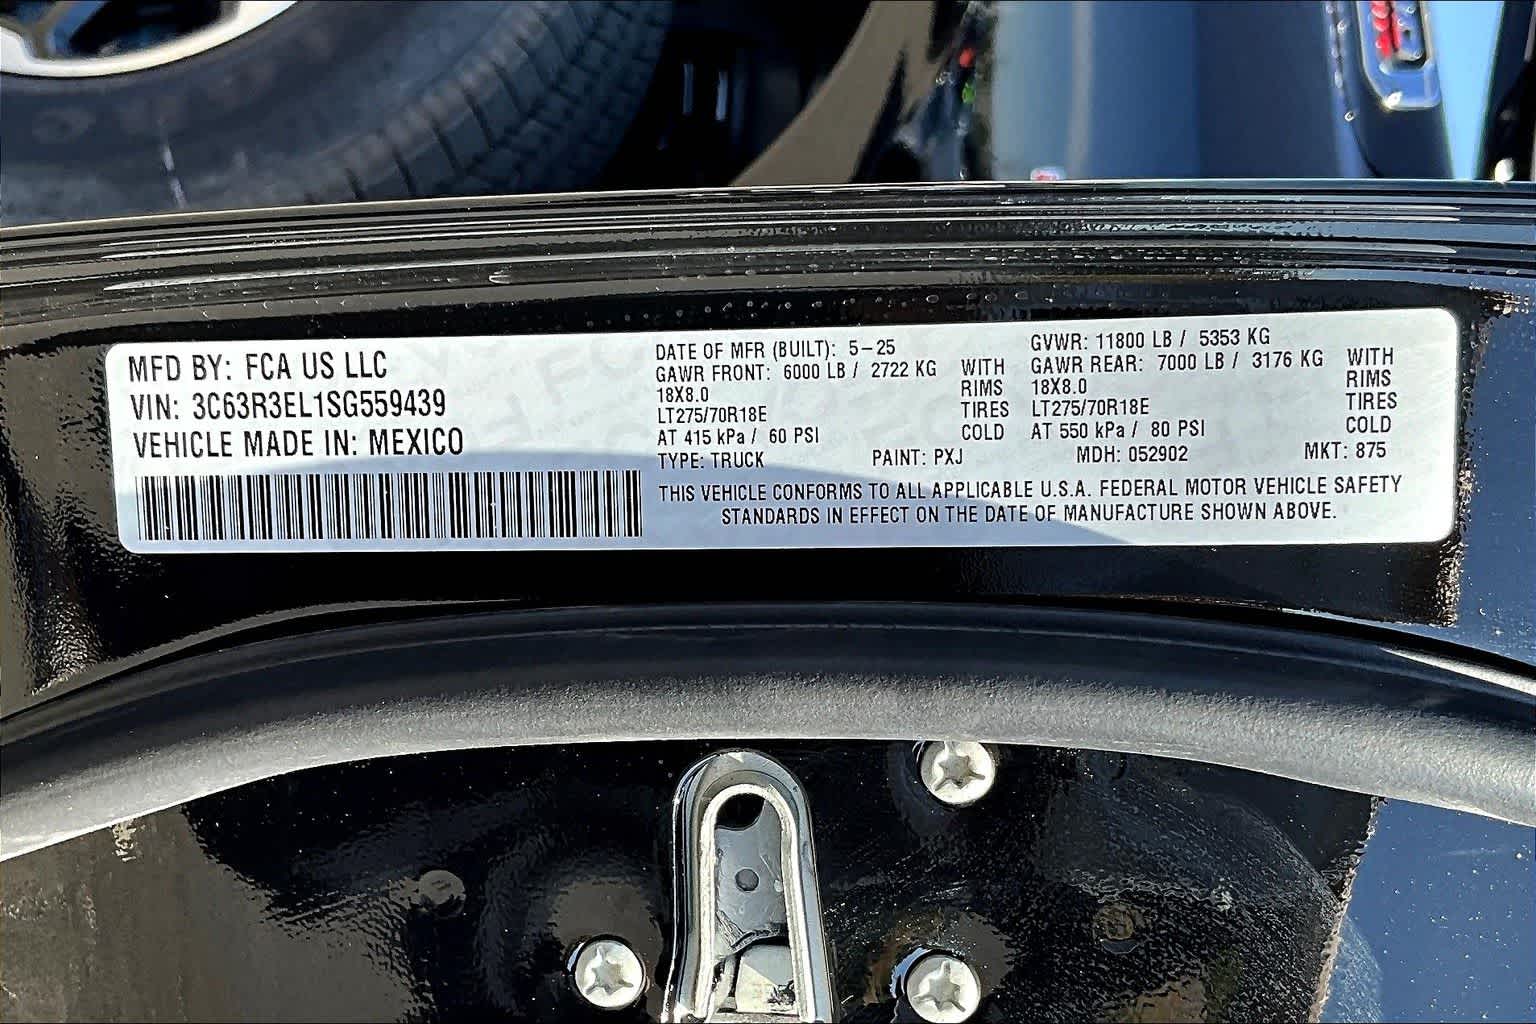 MFD BY: FCA US LLC
VIN: 3C63R3EL1SG559439
VEHICLE MADE IN: MEXICO
DATE OF MFR (BUILT): 5-25
GAWR FRONT: 6000 LB / 2722 KG WITH
18X8.0 RIMS
LT275/70R18E TIRES
AT 415 kPa / 60 PSI COLD
GVWR: 11800 LB / 5353 KG
GAWR REAR: 7000 LB / 3176 KG WITH
18X8.0 RIMS
LT275/70R18E TIRES
AT 550 kPa / 80 PSI COLD
TYPE: TRUCK PAINT: PXJ MDH: 052902 MKT: 875
THIS VEHICLE CONFORMS TO ALL APPLICABLE U.S.A. FEDERAL MOTOR VEHICLE SAFETY
STANDARDS IN EFFECT ON THE DATE OF MANUFACTURE SHOWN ABOVE.